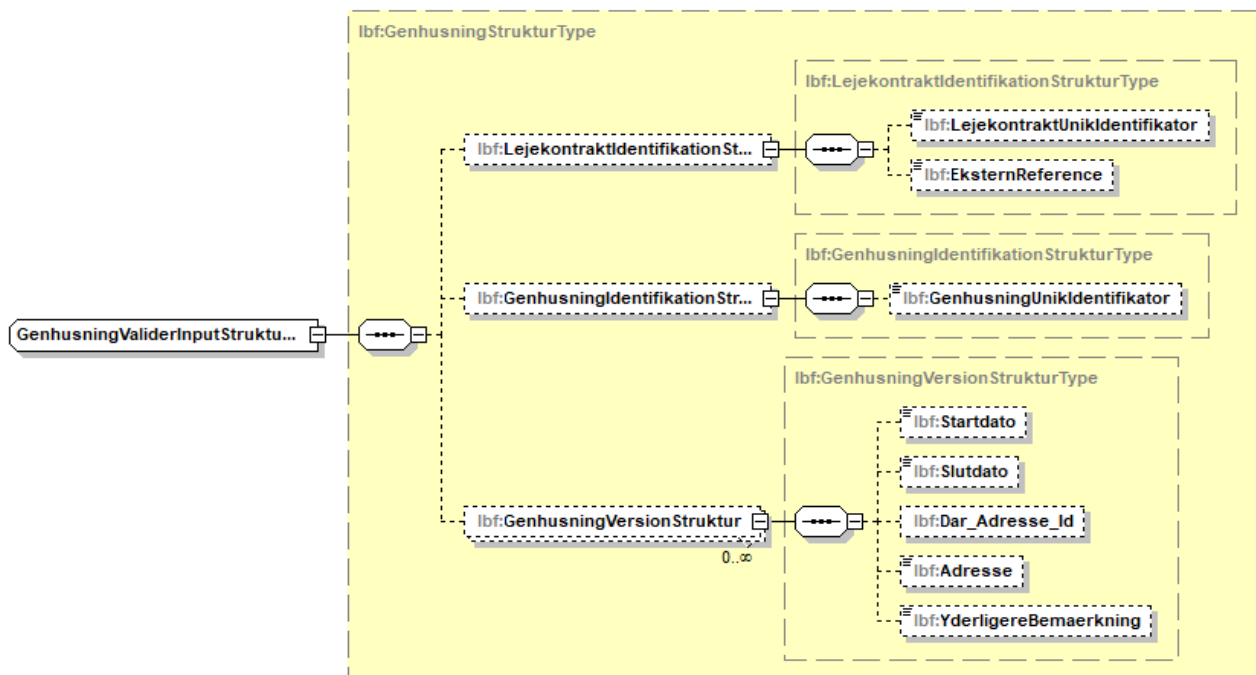 lbf:GenhusningStrukturType
lbf:LejekontraktIdentifikationStrukturType
lbf:LejekontraktUnikIdentifikator
lbf:LejekontraktIdentifikationSt...
lbf:EksternReference
lbf:GenhusningIdentifikationStrukturType
lbf:GenhusningIdentifikationStr...
lbf:GenhusningUnikIdentifikator
GenhusningValiderInputStruktu...
lbf:GenhusningVersionStrukturType
lbf:Startdato
lbf:Slutdato
lbf:GenhusningVersionStruktur
lbf:Dar_Adresse_Id
0..∞
lbf:Adresse
lbf:YderligereBemaerkning